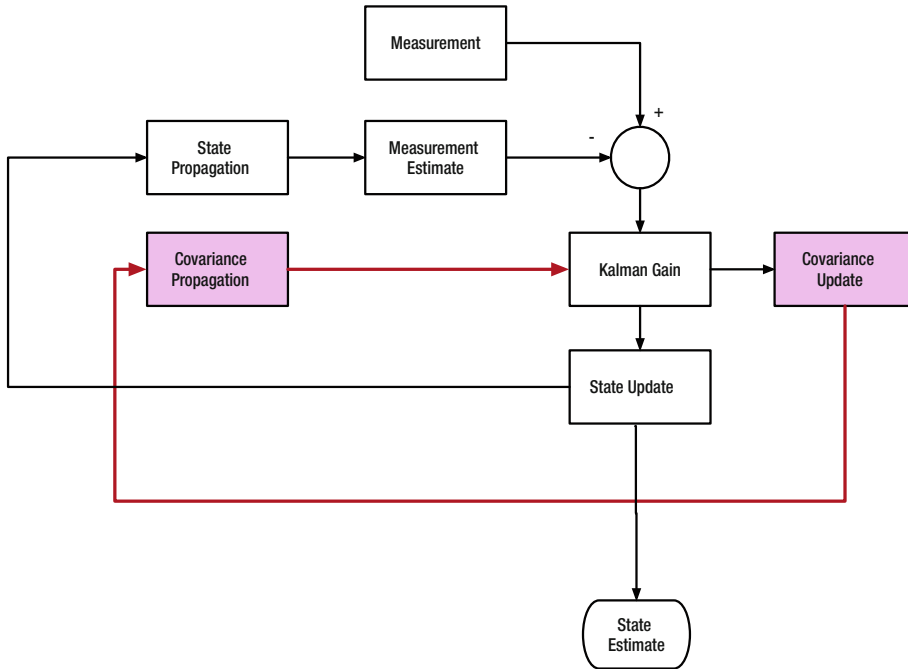 Measurement
+
-
State
Propagation
Measurement
Estimate
Covariance
Propagation
Kalman Gain
Covariance
Update
State Update
State
Estimate